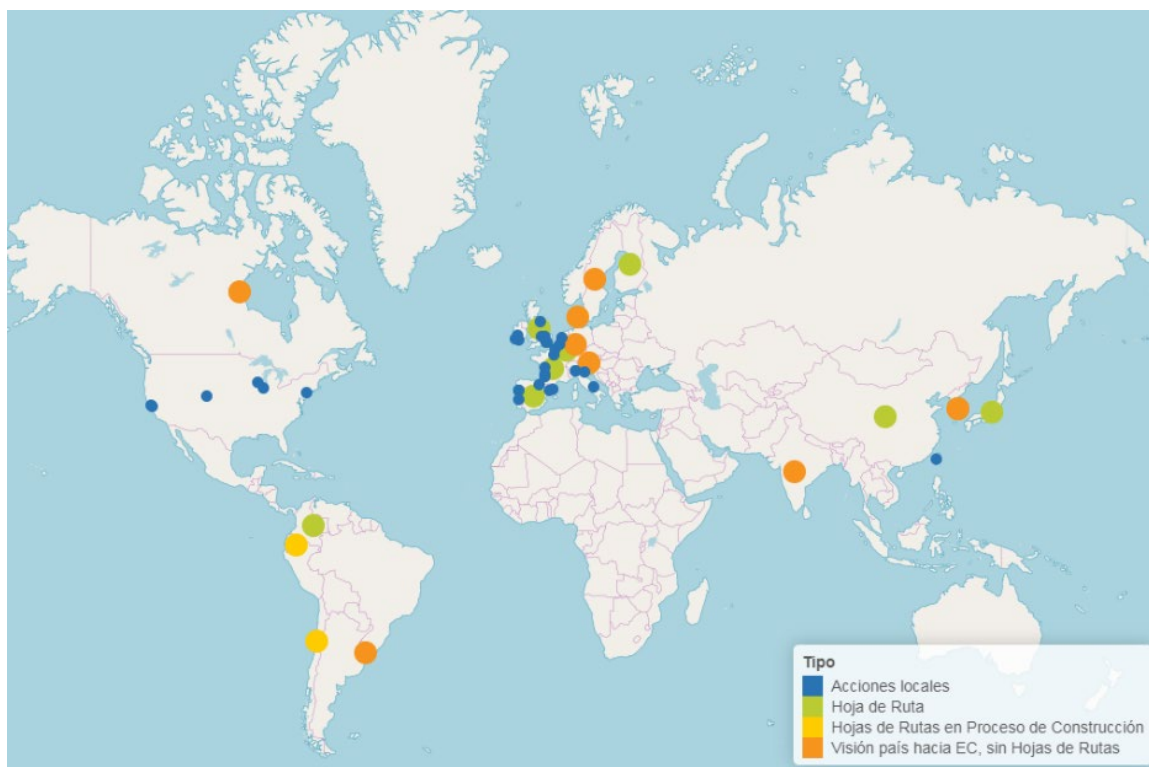 Tipo
Acciones locales
Hoja de Ruta
Hojas de Rutas en Proceso de Construcción
Visión país hacia EC, sin Hojas de Rutas